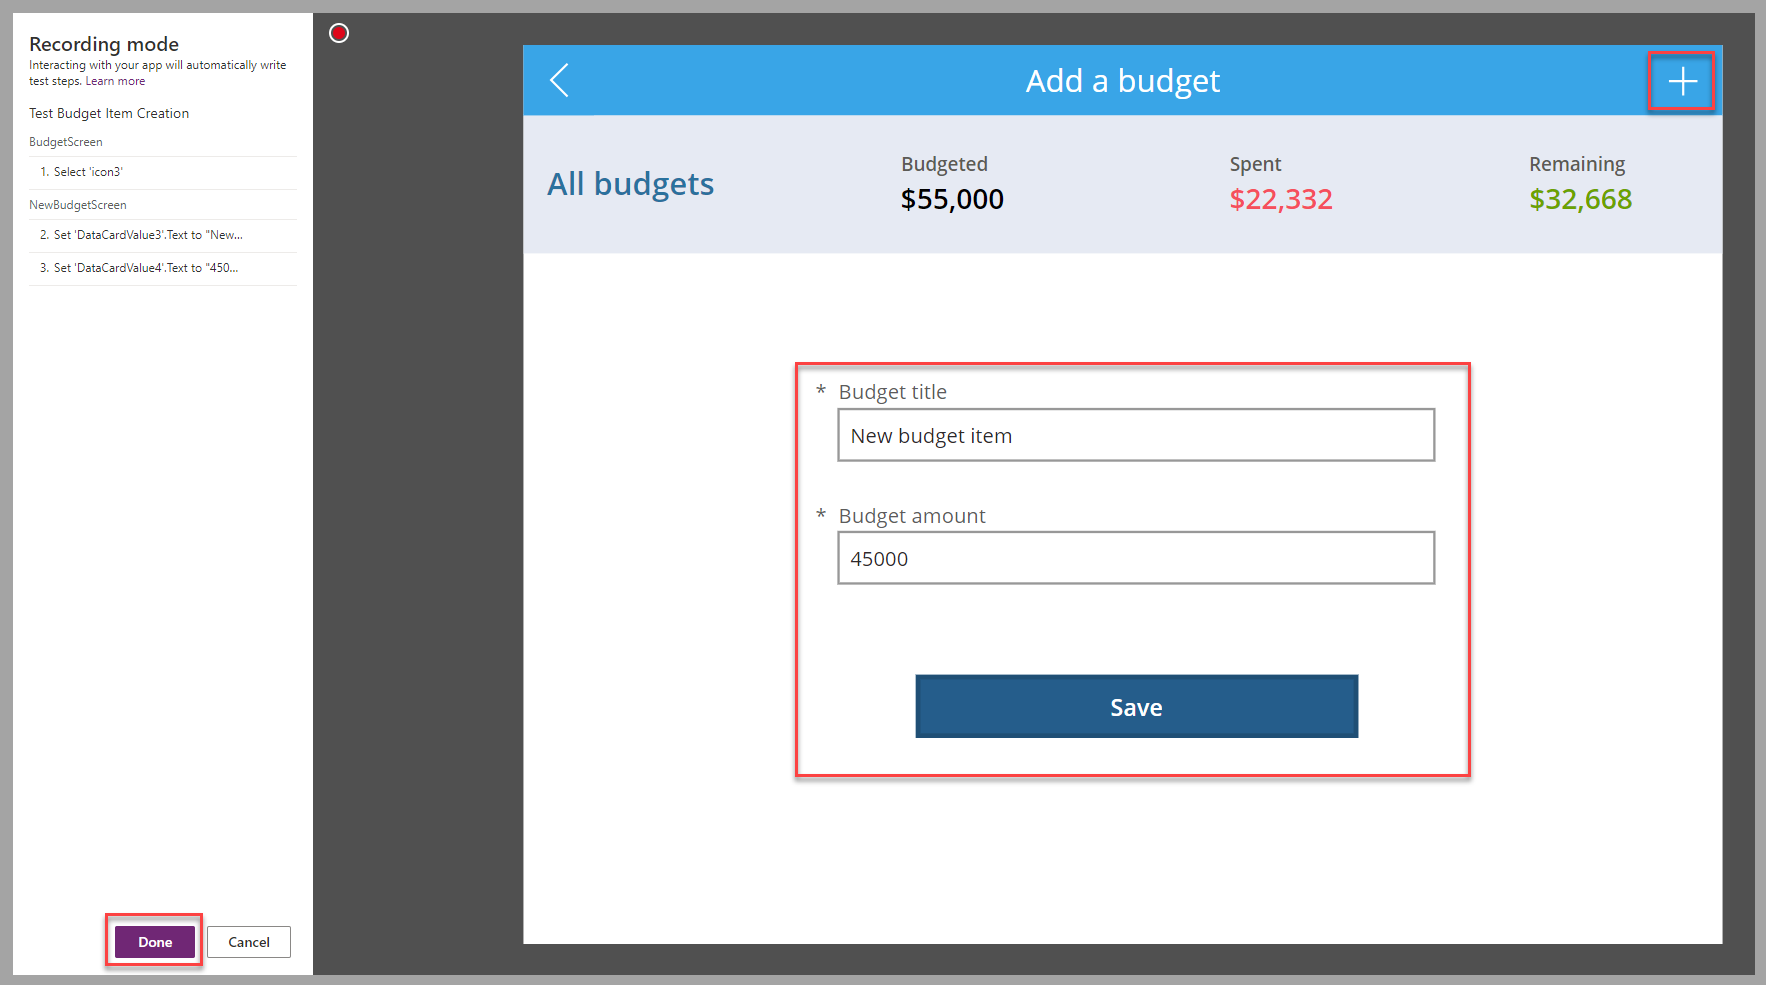 Recording mode
Interacting with your app will automatically write
test steps. Learn more
Test Budget Item Creation
BudgetScreen
1. Select 'icon3'
NewBudgetScreen
2. Set 'DataCardValue3'.Text to "New...
3. Set 'DataCardValue4'.Text to "450...
Done
Cancel
Add a budget
All budgets
Budgeted
$55,000
Spent
$22,332
Remaining
$32,668
* Budget title
New budget item
* Budget amount
45000
Save